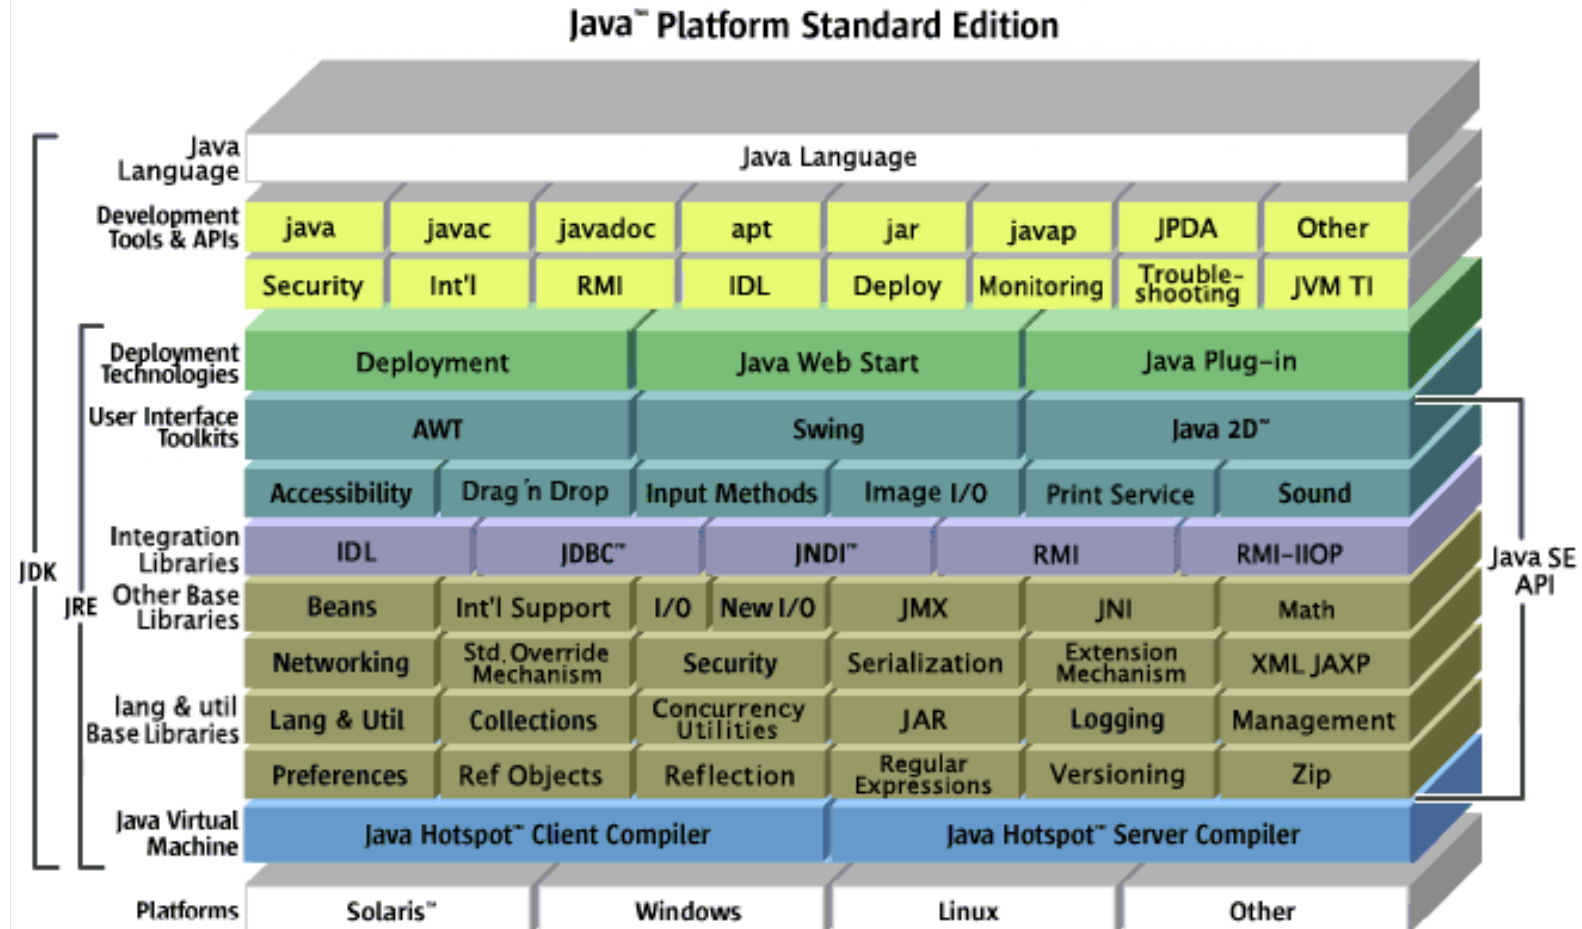 Java™ Platform Standard Edition
Java
Language
Java Language
Development
Tools & APIs
java
javac
javadoc
apt
jar
javap
JPDA
Other
Security
Int'l
RMI
IDL
Deploy
Monitoring
Trouble-
shooting
JVM TI
Deployment
Technologies
Deployment
Java Web Start
Java Plug-in
User Interface
Toolkits
AWT
Swing
Java 2D™
Accessibility
Drag 'n Drop
Input Methods
Image I/O
Print Service
Sound
Integration
Libraries
IDL
JDBC™
JNDI™
RMI
RMI-IIOP
JDK
JRE
Java SE
API
Other Base
Libraries
Beans
Int'l Support
I/O
New I/O
JMX
JNI
Math
Networking
Std. Override
Mechanism
Security
Serialization
Extension
Mechanism
XML JAXP
lang & util
Base Libraries
Lang & Util
Collections
Concurrency
Utilities
JAR
Logging
Management
Preferences
Ref Objects
Reflection
Regular
Expressions
Versioning
Zip
Java Virtual
Machine
Java Hotspot™ Client Compiler
Java Hotspot™ Server Compiler
Platforms
Solaris™
Windows
Linux
Other